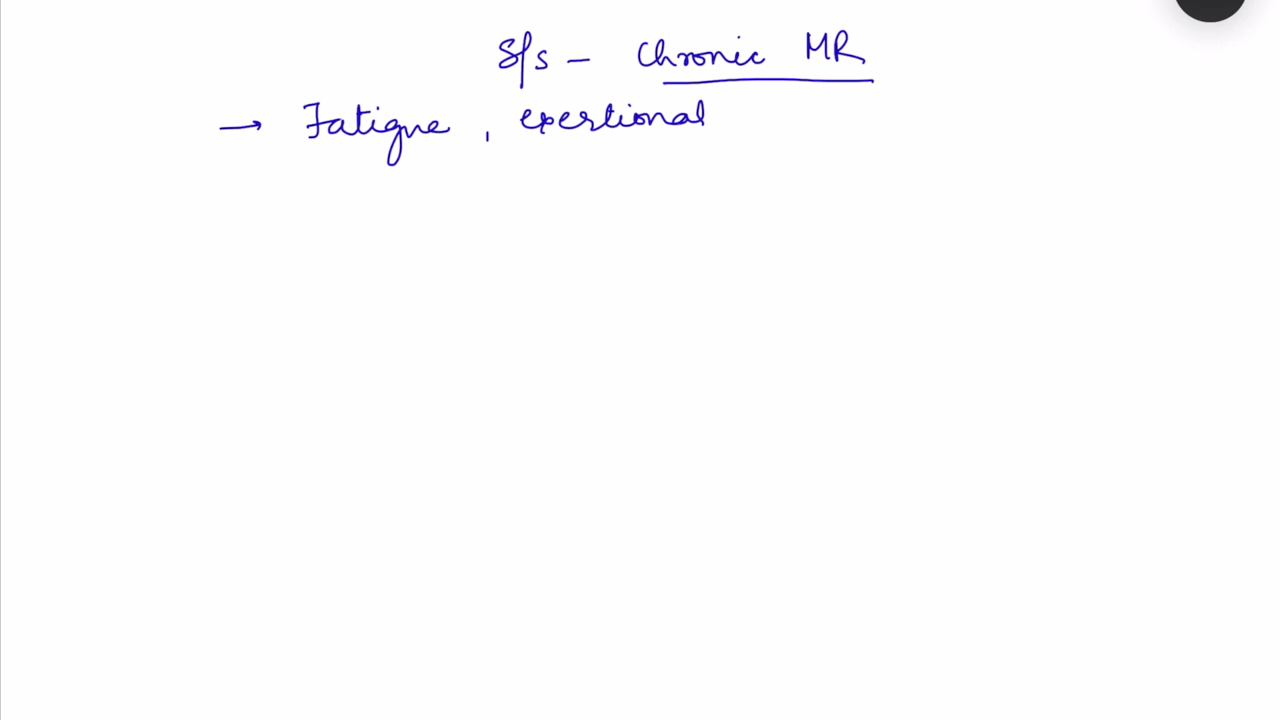 S/s - Chronic MR
→ Fatigue, exertional